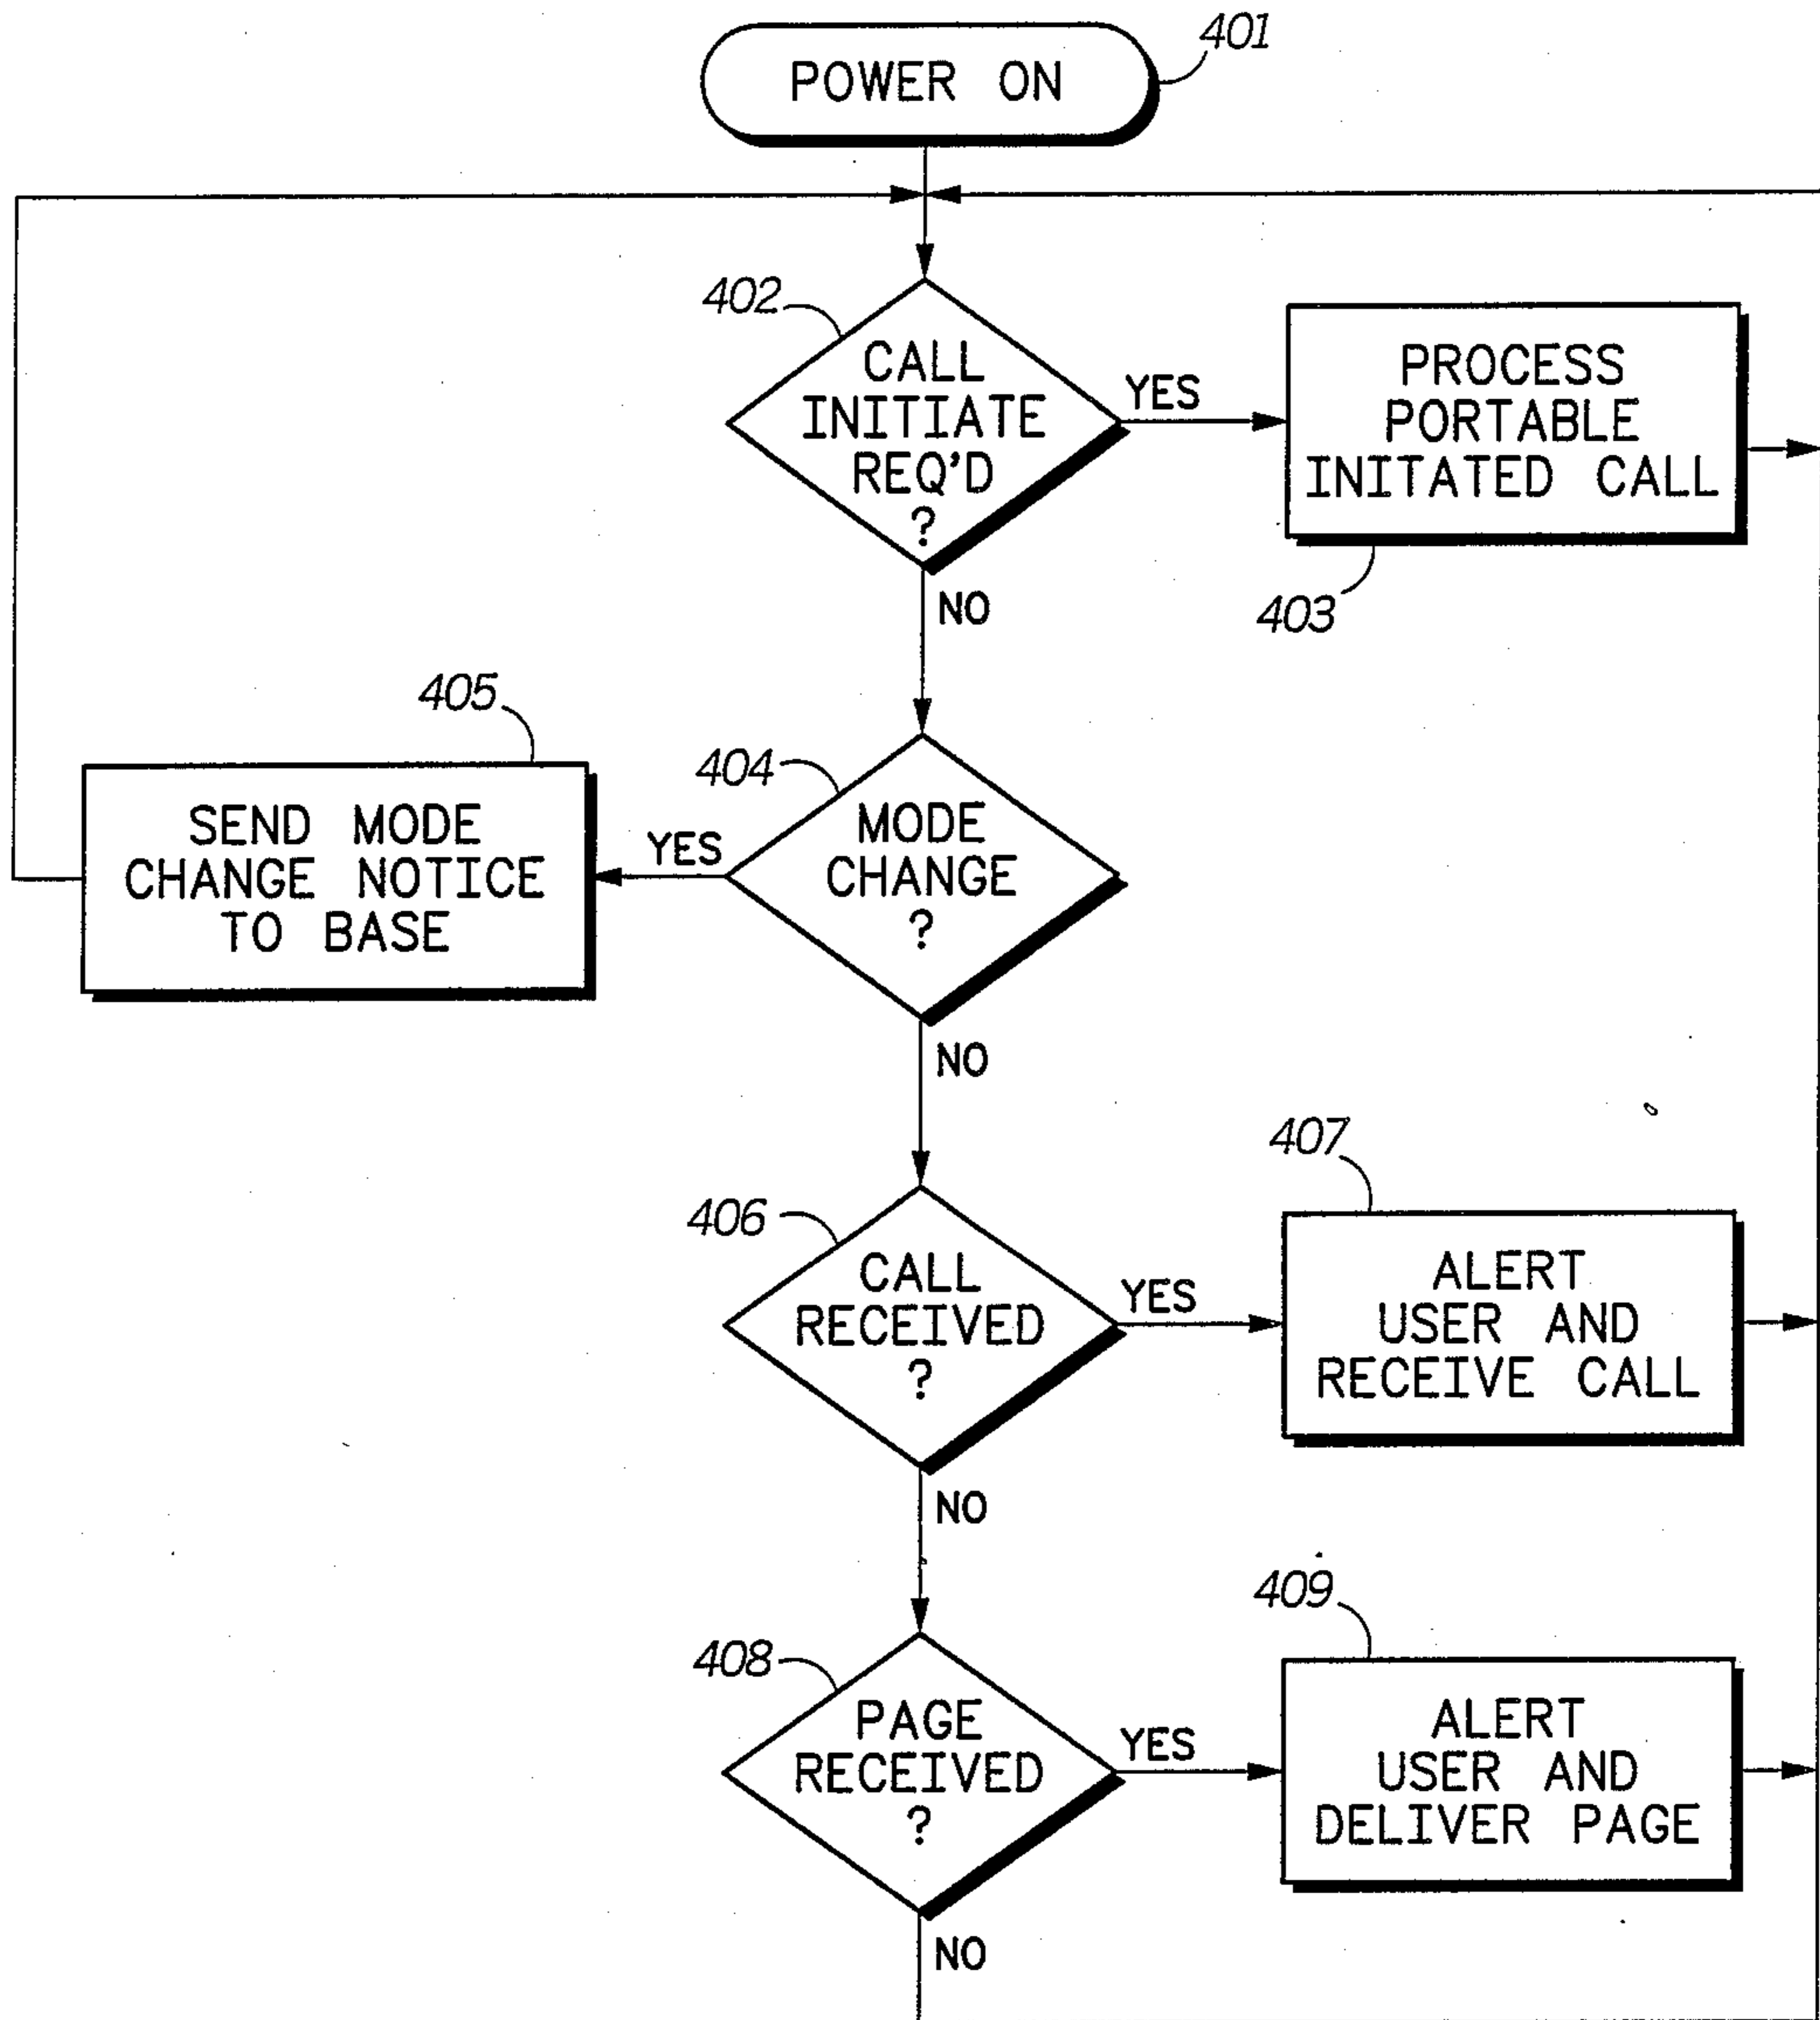 POWER ON
401
402
CALL
INITIATE
REQ'D
?
YES
PROCESS
PORTABLE
INITATED CALL
403
NO
405
SEND MODE
CHANGE NOTICE
TO BASE
YES
404
MODE
CHANGE
?
NO
406
CALL
RECEIVED
?
YES
407
ALERT
USER AND
RECEIVE CALL
NO
408
PAGE
RECEIVED
?
YES
409
ALERT
USER AND
DELIVER PAGE
NO